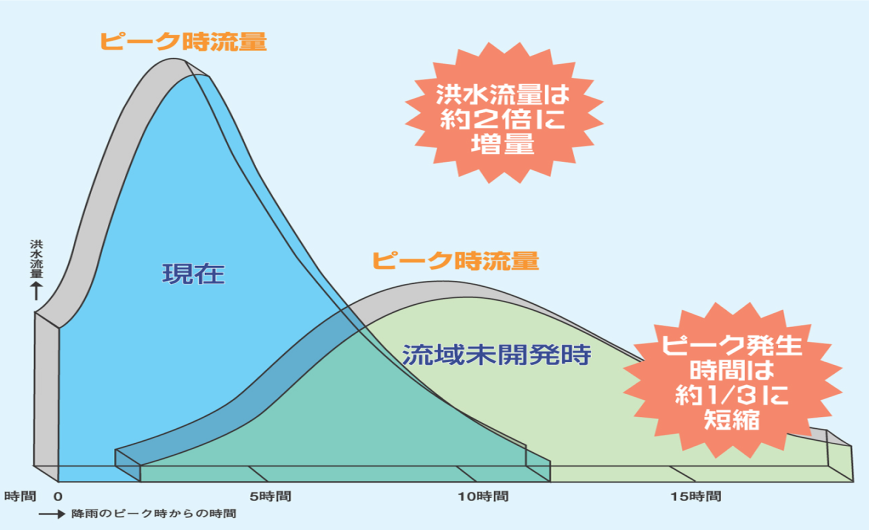 ピーク時流量
洪水流量は
約2倍に
増量
洪水流量
現在
ピーク時流量
流域未開発時
ピーク発生
時間は
約1/3に
短縮
時間 0 5時間 10時間 15時間
降雨のピーク時からの時間